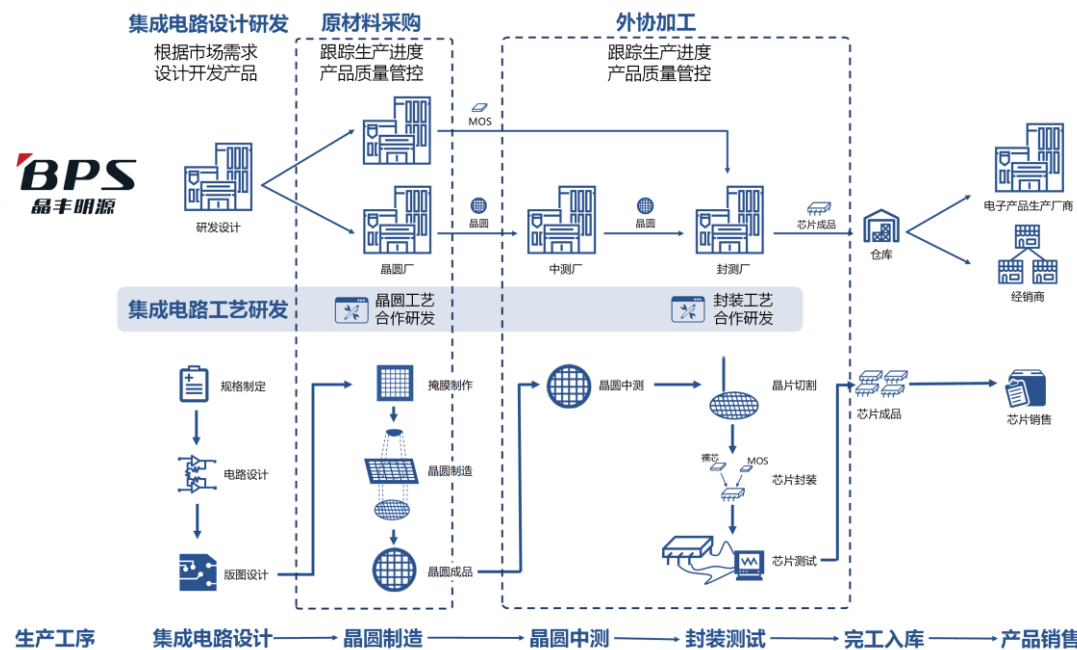 集成电路设计研发
原材料采购
外协加工
根据市场需求
设计开发产品
跟踪生产进度
产品质量管控
跟踪生产进度
产品质量管控
MOS
BPS
晶丰明源
研发设计
晶圆
晶圆
芯片成品
晶圆厂
中测厂
封测厂
仓库
电子产品生产厂商
经销商
集成电路工艺研发
晶圆工艺
合作研发
封装工艺
合作研发
规格制定
掩膜制作
晶圆中测
晶片切割
芯片成品
芯片销售
电路设计
晶圆制造
裸芯
MOS
芯片封装
版图设计
晶圆成品
芯片测试
生产工序
集成电路设计
晶圆制造
晶圆中测
封装测试
完工入库
产品销售